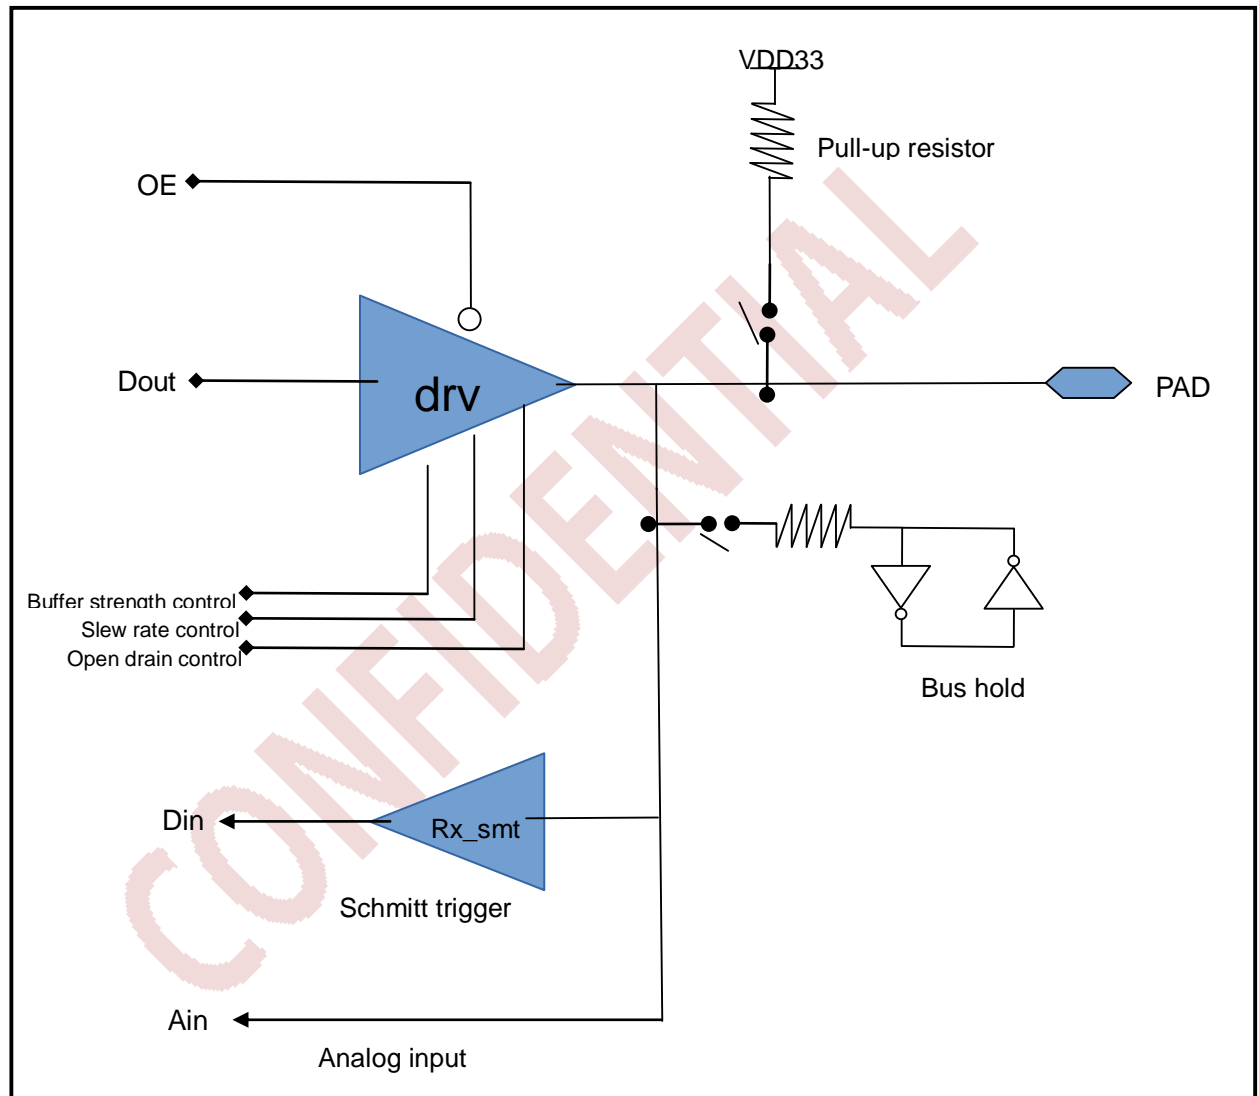 VDD33
Pull-up resistor
OE
Dout
drv
PAD
Buffer strength control
Slew rate control
Open drain control
Bus hold
Din
Rx_smt
Schmitt trigger
Ain
Analog input
CONFIDENTIAL